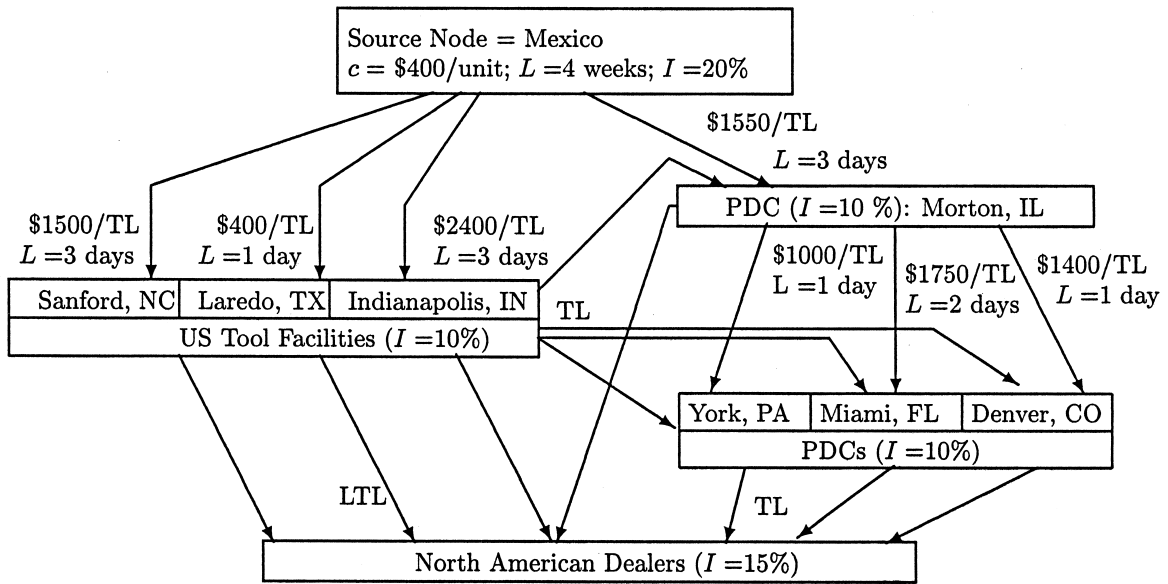 Source Node = Mexico
c = $400/unit; L =4 weeks; I =20%
$1550/TL
L =3 days
PDC (I =10 %): Morton, IL
$1500/TL
L =3 days
$400/TL
L =1 day
$2400/TL
L =3 days
$1000/TL
L =1 day
$1750/TL
L =2 days
$1400/TL
L =1 day
Sanford, NC
Laredo, TX
Indianapolis, IN
US Tool Facilities (I =10%)
TL
York, PA
Miami, FL
Denver, CO
PDCs (I =10%)
LTL
TL
North American Dealers (I =15%)